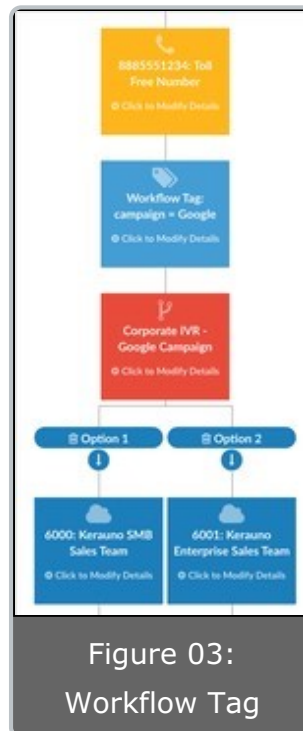 8885551234: Toll
Free Number
Click to Modify Details
Workflow Tag:
campaign = Google
Click to Modify Details
Corporate IVR -
Google Campaign
Click to Modify Details
Option 1
Option 2
6000: Kerauno SMB
Sales Team
Click to Modify Details
6001: Kerauno
Enterprise Sales Team
Click to Modify Details
Figure 03:
Workflow Tag